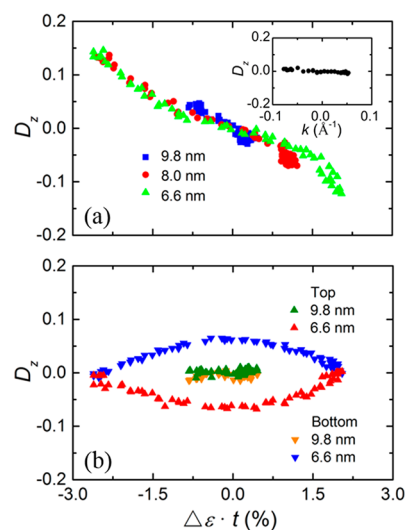 0.2
0.1
0.0
-0.1
-0.2
D_z
0.2
0.0
-0.2
D_z
-0.1 0.0 0.1
k (Å⁻¹)
9.8 nm
8.0 nm
6.6 nm
(a)
0.2
0.1
0.0
-0.1
-0.2
D_z
Top
9.8 nm
6.6 nm
Bottom
9.8 nm
6.6 nm
(b)
-3.0 -1.5 0.0 1.5 3.0
△ε · t (%)